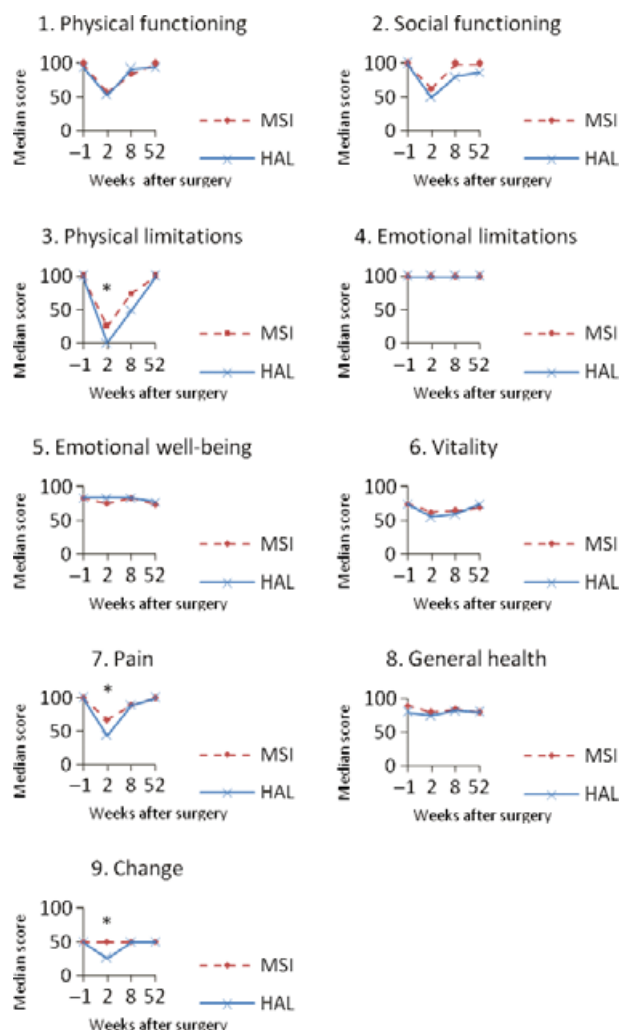 1. Physical functioning
Median score
100
50
0
–1 2 8 52
Weeks after surgery
MSI
HAL
2. Social functioning
Median score
100
50
0
–1 2 8 52
Weeks after surgery
MSI
HAL
3. Physical limitations
Median score
100
50
0
*
–1 2 8 52
Weeks after surgery
MSI
HAL
4. Emotional limitations
Median score
100
50
0
–1 2 8 52
Weeks after surgery
MSI
HAL
5. Emotional well-being
Median score
100
50
0
–1 2 8 52
Weeks after surgery
MSI
HAL
6. Vitality
Median score
100
50
0
–1 2 8 52
Weeks after surgery
MSI
HAL
7. Pain
Median score
100
50
0
*
–1 2 8 52
Weeks after surgery
MSI
HAL
8. General health
Median score
100
50
0
–1 2 8 52
Weeks after surgery
MSI
HAL
9. Change
Median score
100
50
0
*
–1 2 8 52
Weeks after surgery
MSI
HAL